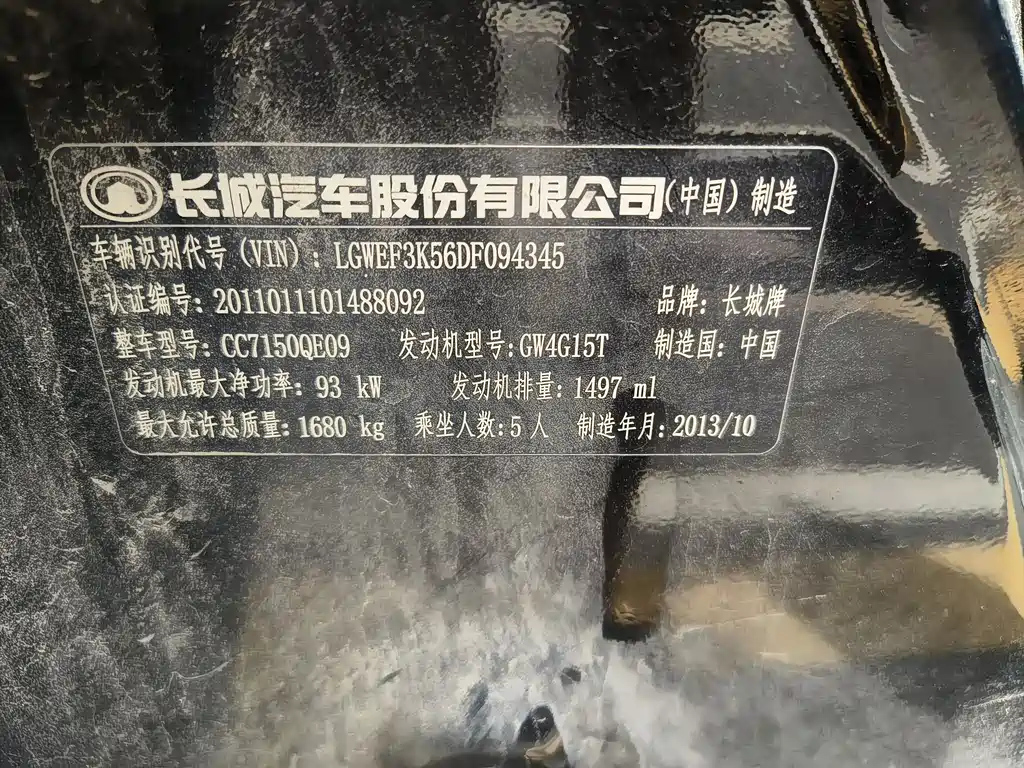 长城汽车股份有限公司(中国)制造
车辆识别代号(VIN): LGWEF3K56DF094345
认证编号: 2011011101488092 品牌: 长城牌
整车型号: CC7150QE09 发动机型号:GW4G15T 制造国: 中国
发动机最大净功率: 93 kW 发动机排量: 1497 ml
最大允许总质量: 1680 kg 乘坐人数:5 人 制造年月: 2013/10